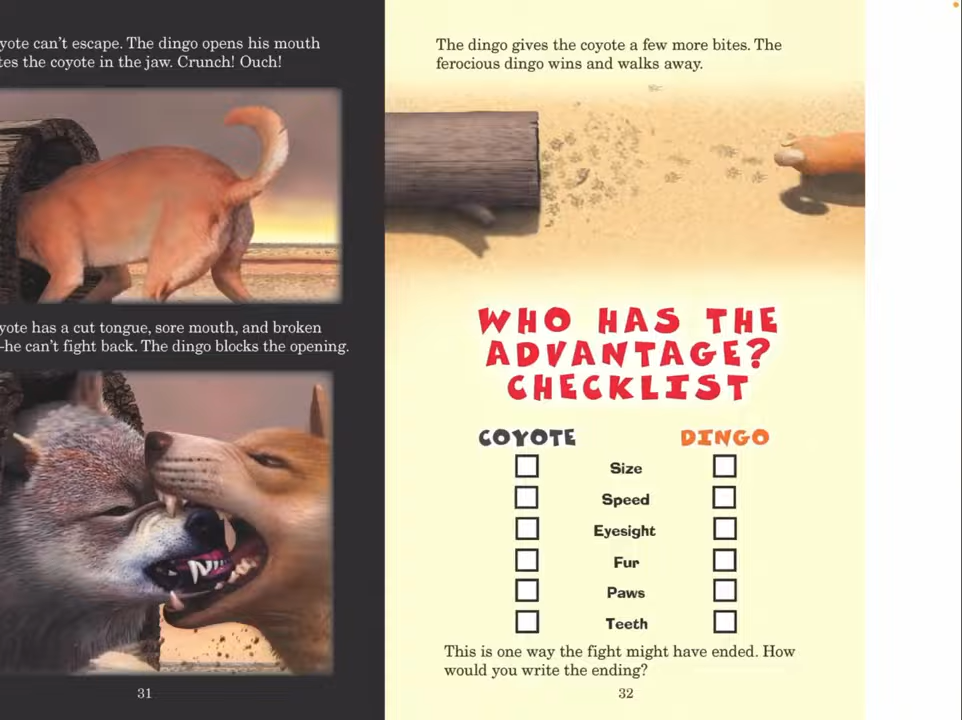 yote can't escape. The dingo opens his mouth
tes the coyote in the jaw. Crunch! Ouch!
yote has a cut tongue, sore mouth, and broken
–he can't fight back. The dingo blocks the opening.
31
The dingo gives the coyote a few more bites. The
ferocious dingo wins and walks away.
WHO HAS THE
ADVANTAGE?
CHECKLIST
COYOTE DINGO
Size
Speed
Eyesight
Fur
Paws
Teeth
This is one way the fight might have ended. How
would you write the ending?
32